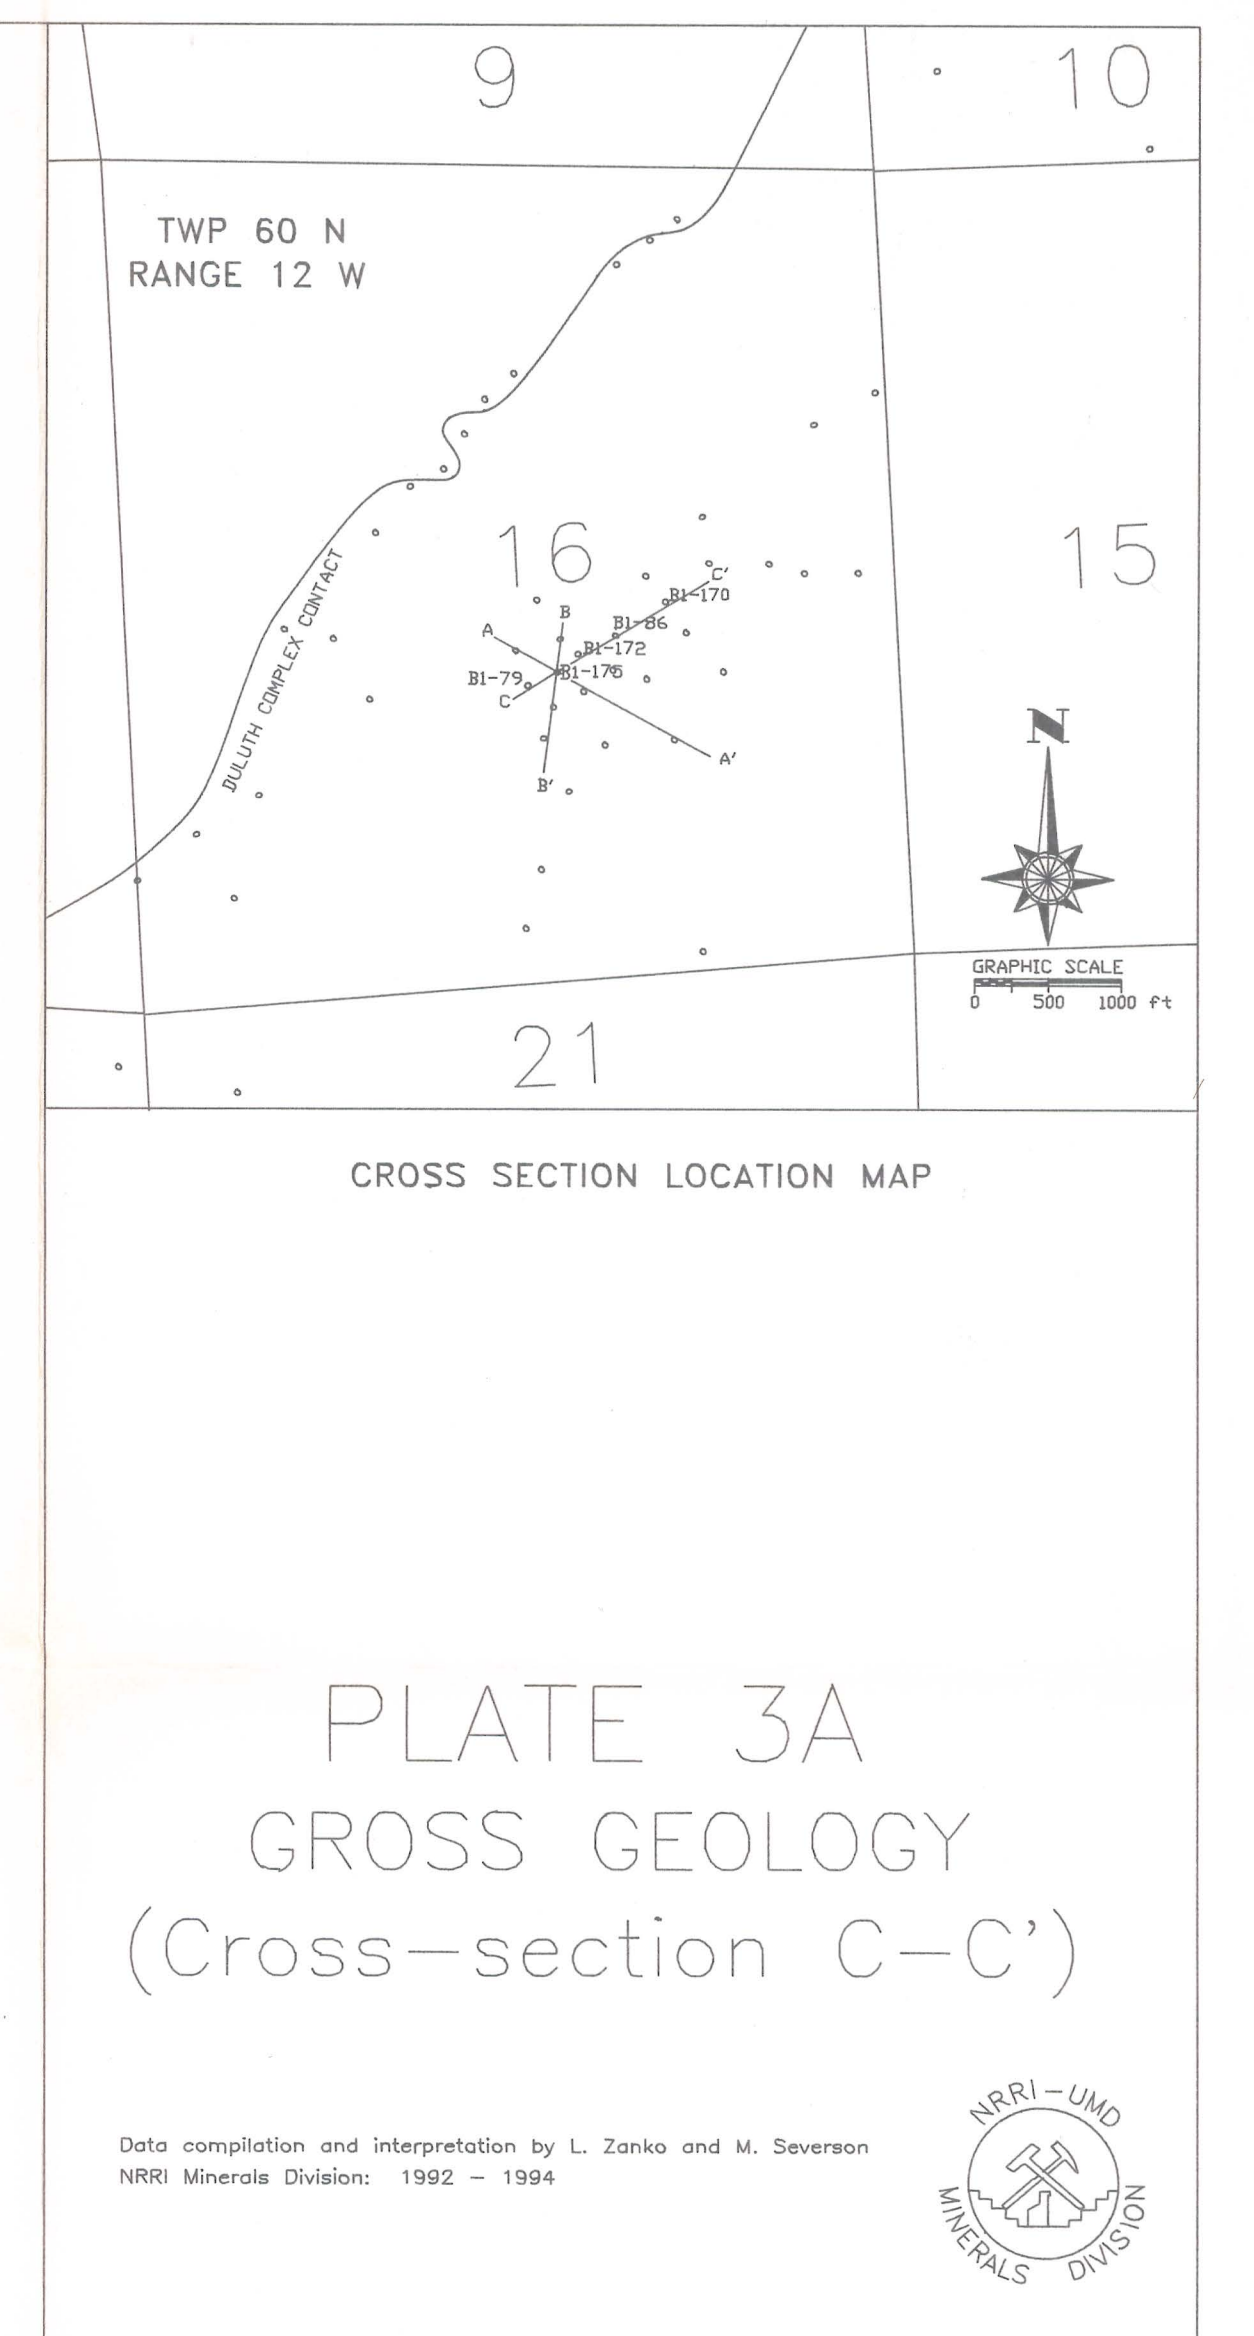 9
10
TWP 60 N
RANGE 12 W
16
15
C'
B1-170
B
B1-86
A
B1-172
B1-79
C
A'
B'
DULUTH COMPLEX CONTACT
N
GRAPHIC SCALE
0 500 1000 ft
21
CROSS SECTION LOCATION MAP
PLATE 3A
GROSS GEOLOGY
(Cross-section C-C')
Data compilation and interpretation by L. Zanko and M. Severson
NRRI Minerals Division: 1992 - 1994
NRRI-UMD
MINERALS DIVISION